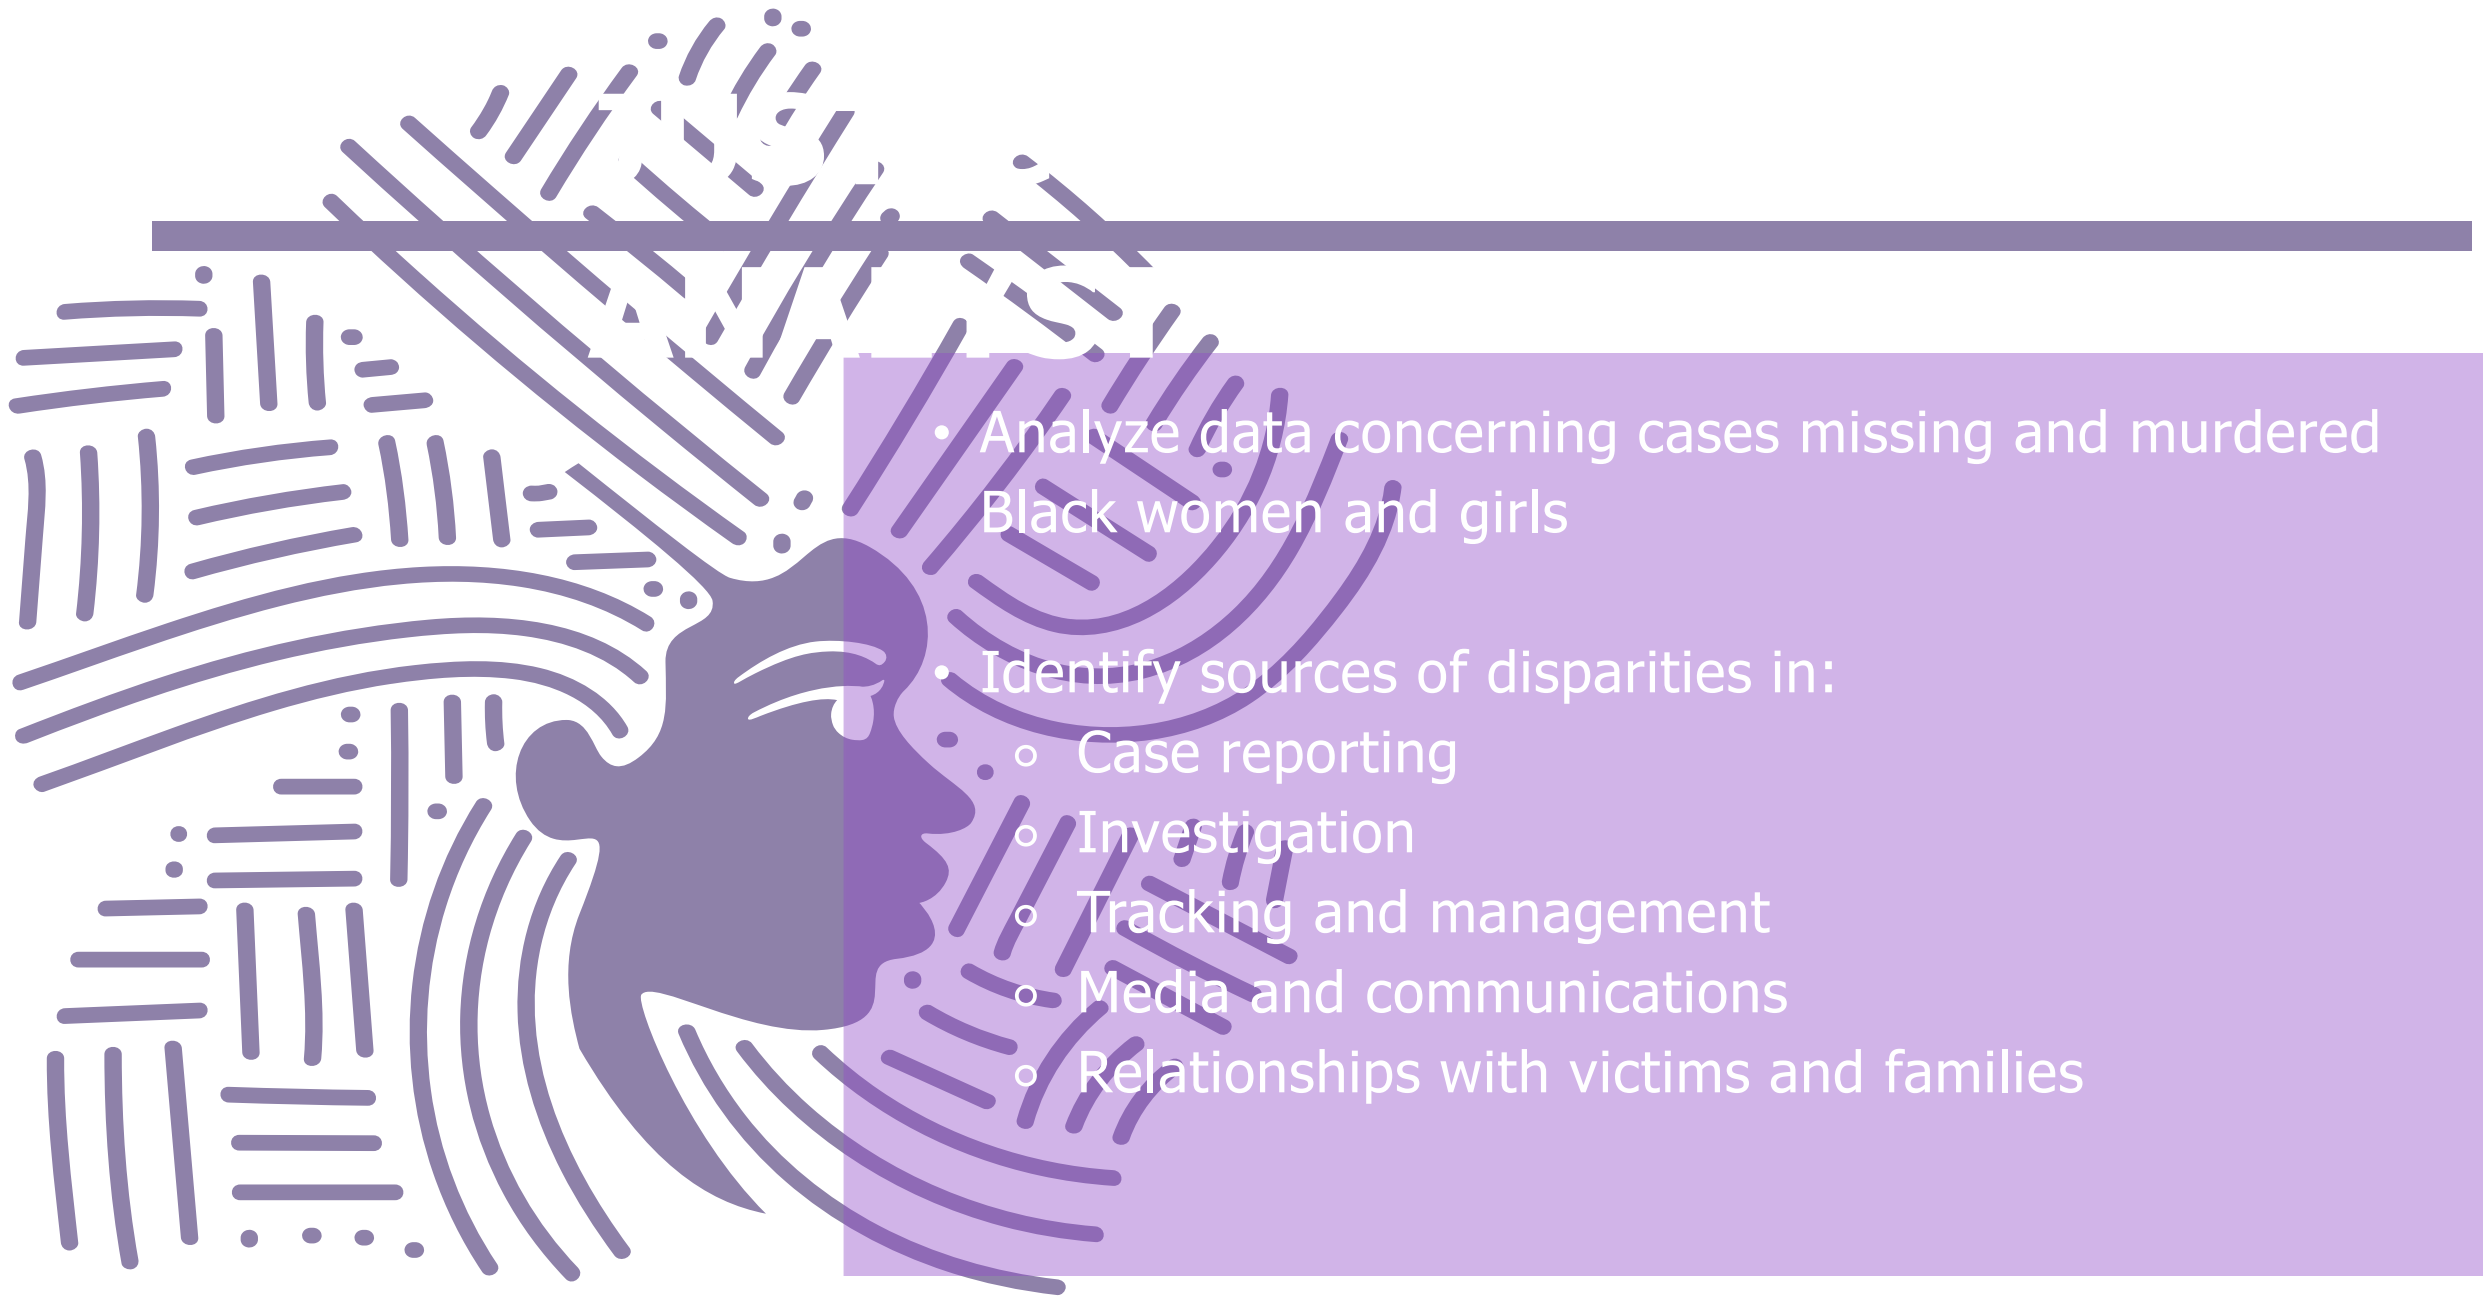 • Analyze data concerning cases missing and murdered
Black women and girls
• Identify sources of disparities in:
○ Case reporting
○ Investigation
○ Tracking and management
○ Media and communications
○ Relationships with victims and families